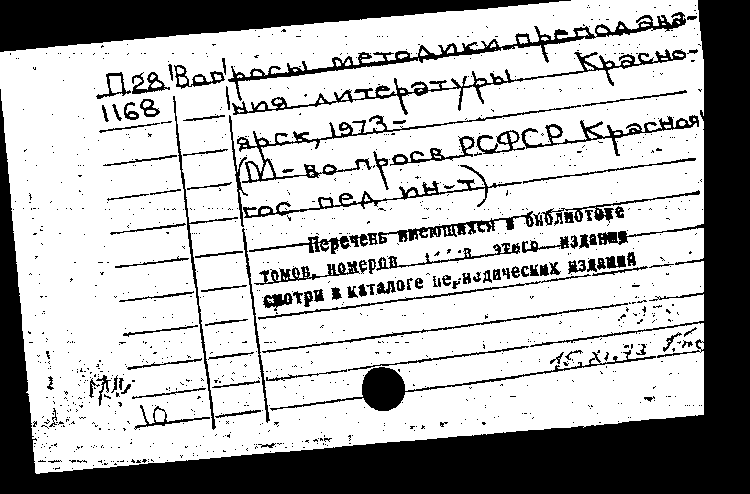 П28 Вопросы методики преподава-
1168 ния литературы. Красно-
ярск, 1973-
(М-во просв. РСФСР. Красноя
гос пед. ин-т).
Перечень имеющихся в библиотеке
томов, номеров этого издания
смотри в каталоге периодических изданий
15.XI.73
10